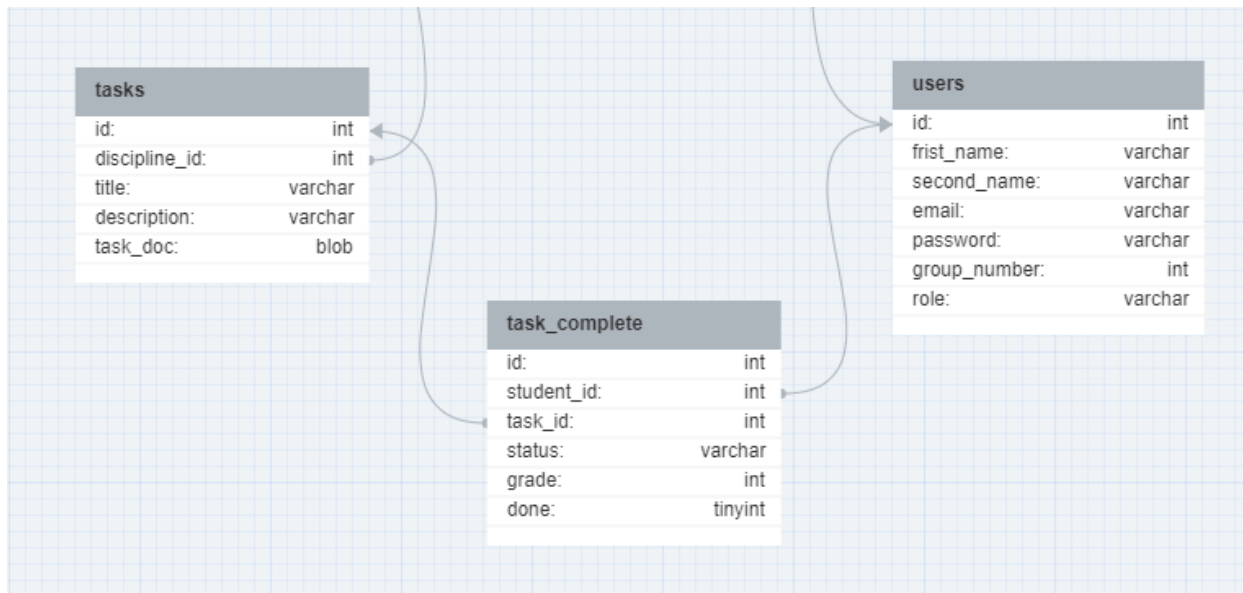 tasks
id: int
discipline_id: int
title: varchar
description: varchar
task_doc: blob
users
id: int
frist_name: varchar
second_name: varchar
email: varchar
password: varchar
group_number: int
role: varchar
task_complete
id: int
student_id: int
task_id: int
status: varchar
grade: int
done: tinyint